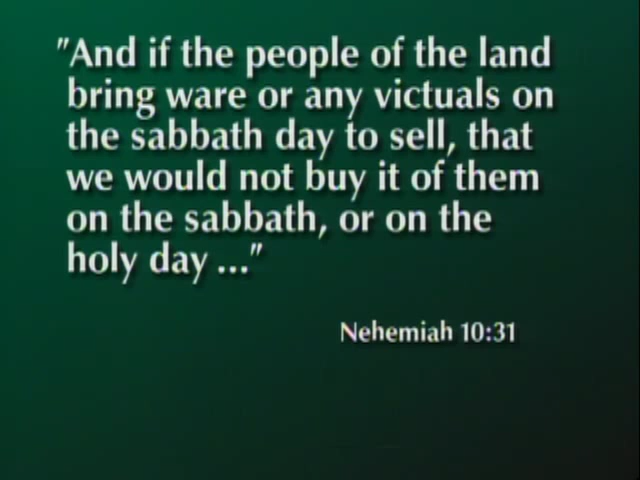 "And if the people of the land
bring ware or any victuals on
the sabbath day to sell, that
we would not buy it of them
on the sabbath, or on the
holy day ..."
Nehemiah 10:31